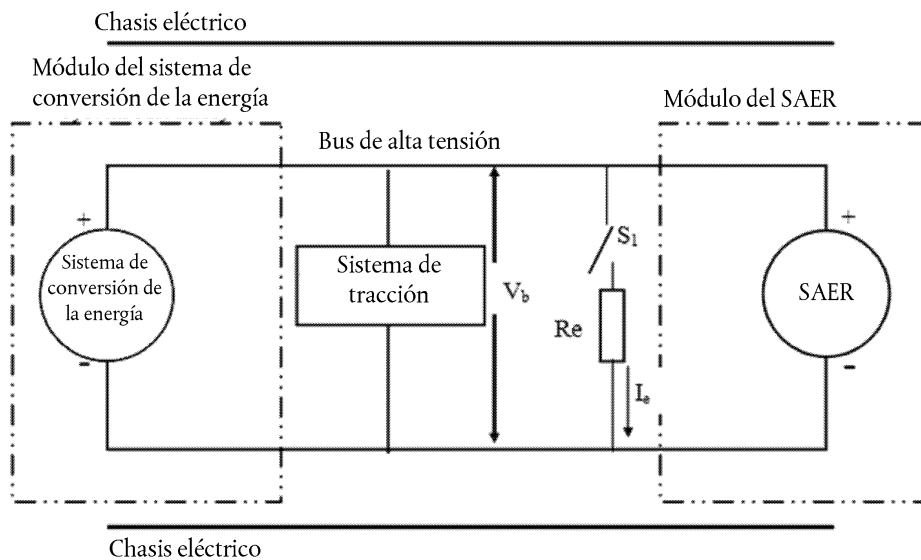 Chasis eléctrico
Módulo del sistema de
conversión de la energía
Módulo del SAER
Bus de alta tensión
+
Sistema de
conversión de
la energía
-
Sistema de
tracción
V_b
S_1
Re
I_e
+
SAER
-
Chasis eléctrico